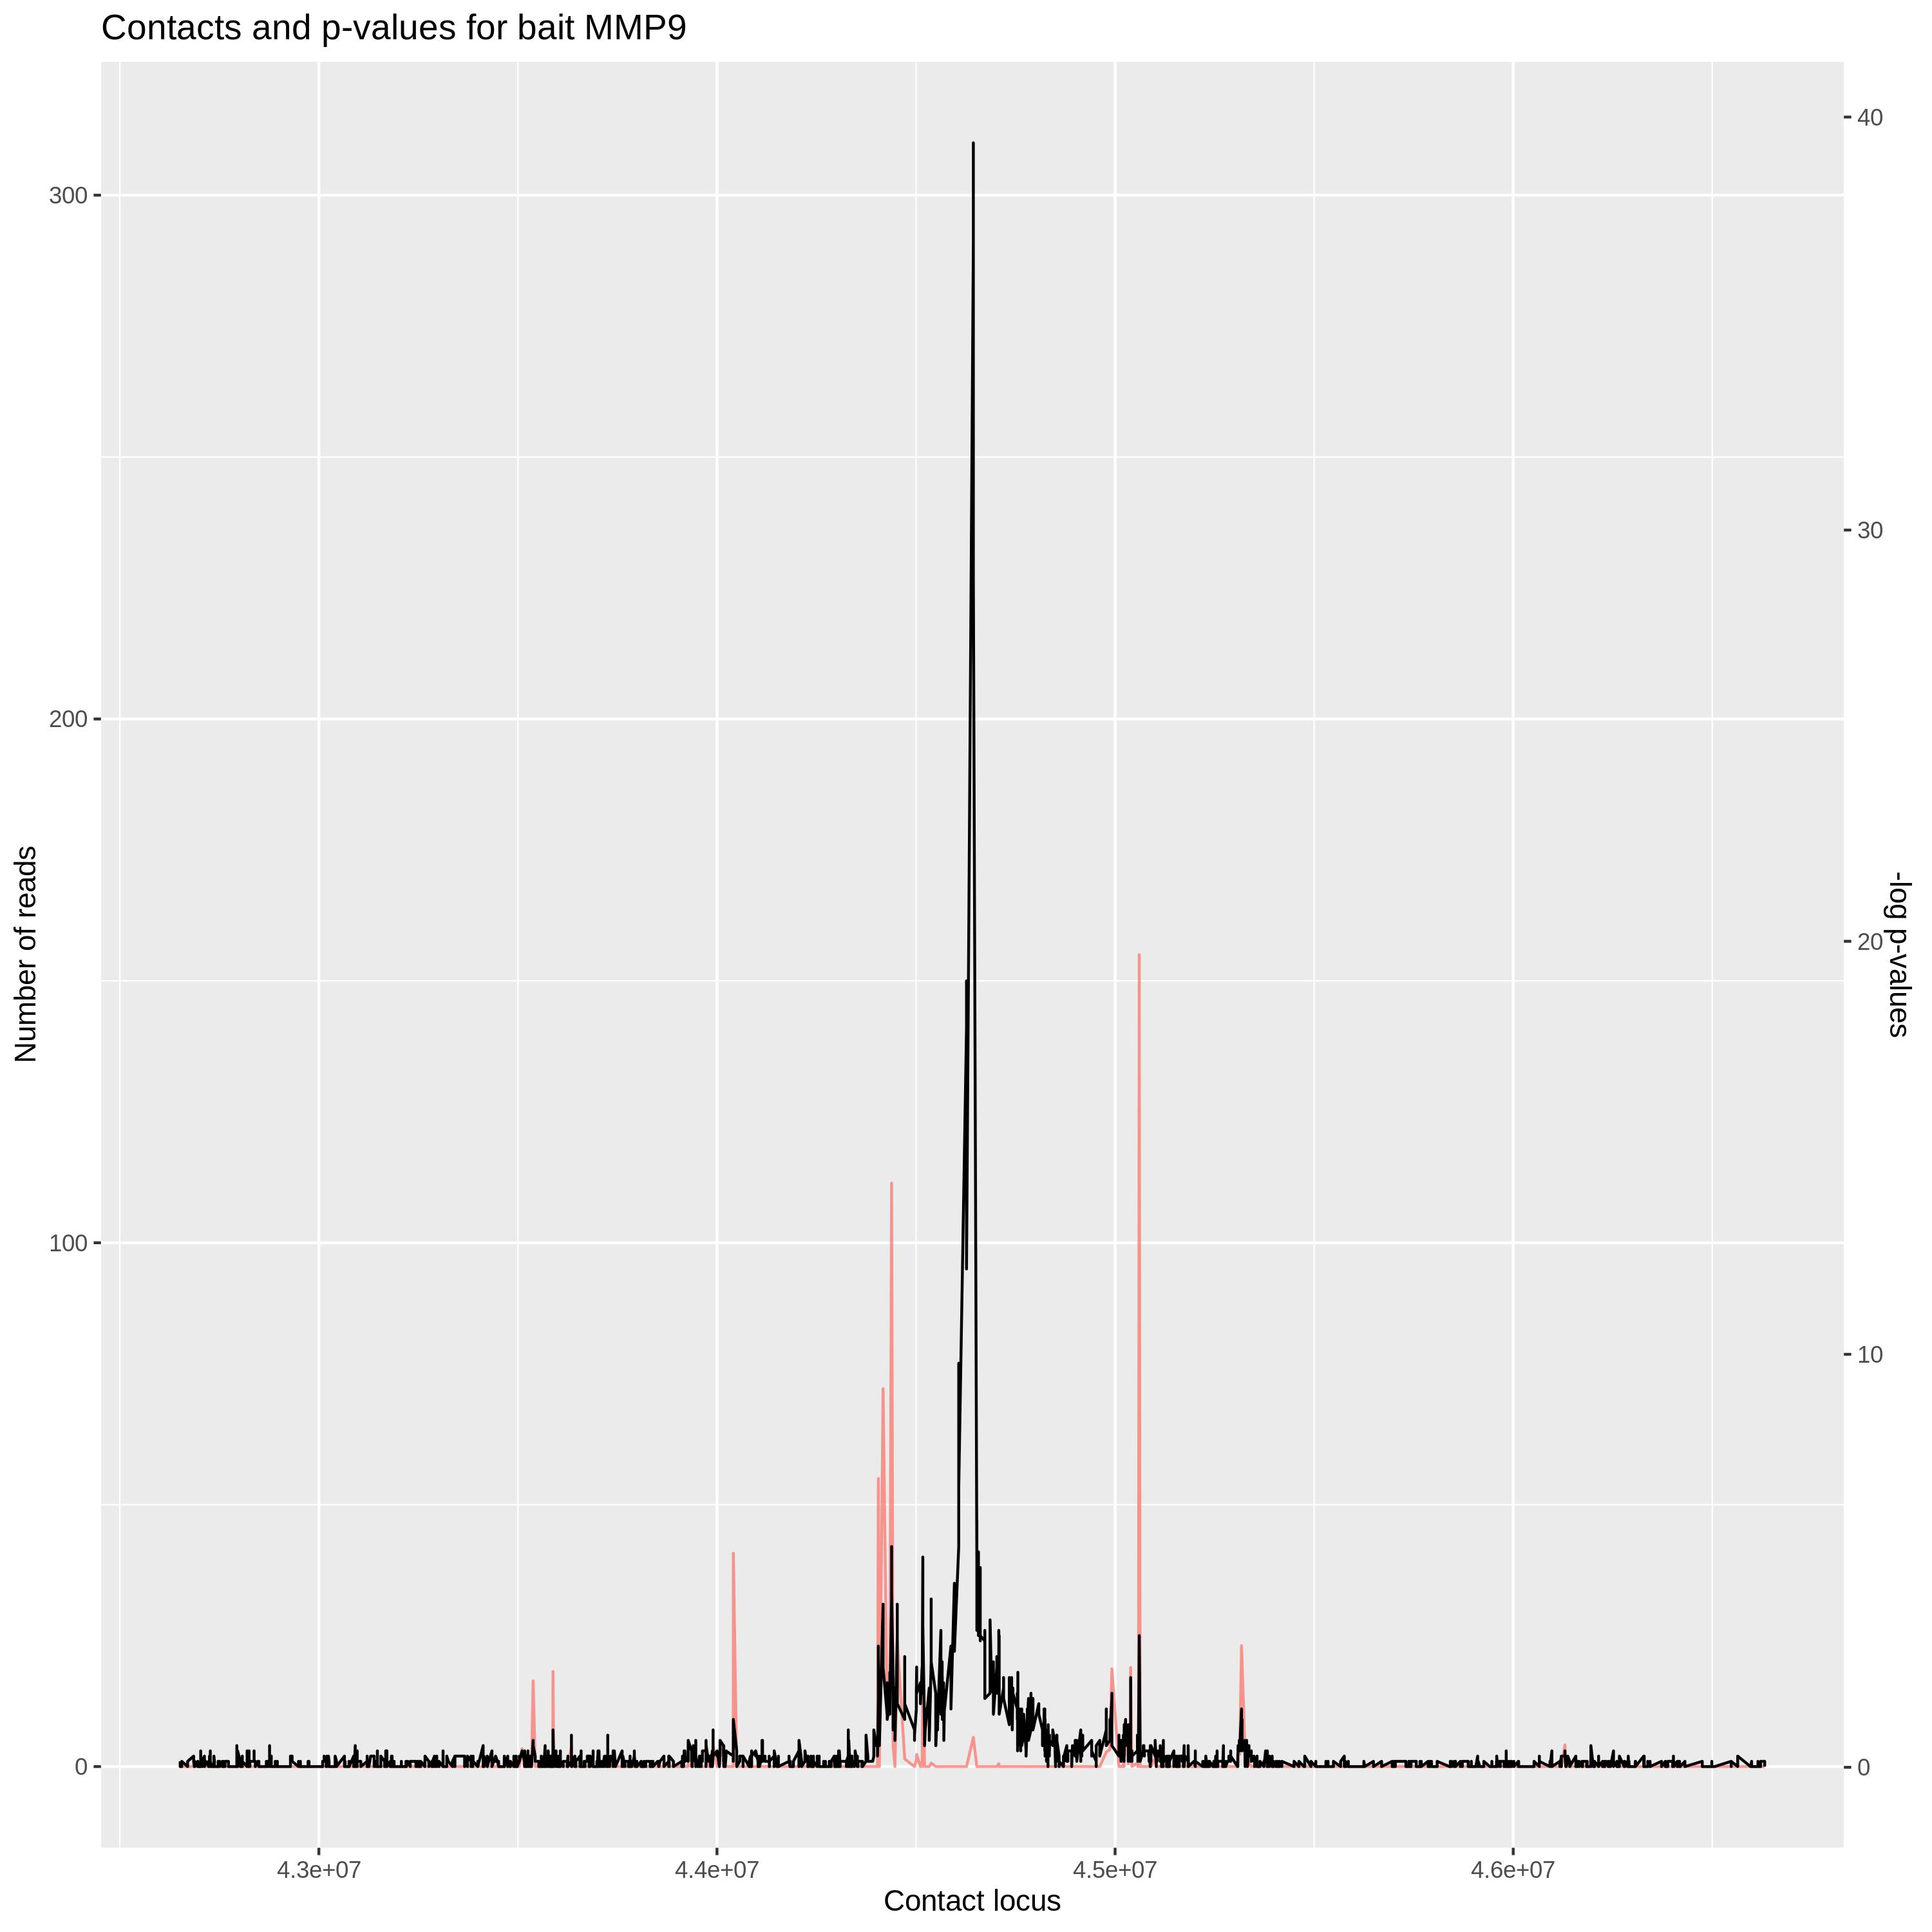 Contacts and p-values for bait MMP9
Number of reads
300
200
100
0
40
30
20
10
0
-log p-values
4.3e+07
4.4e+07
4.5e+07
4.6e+07
Contact locus